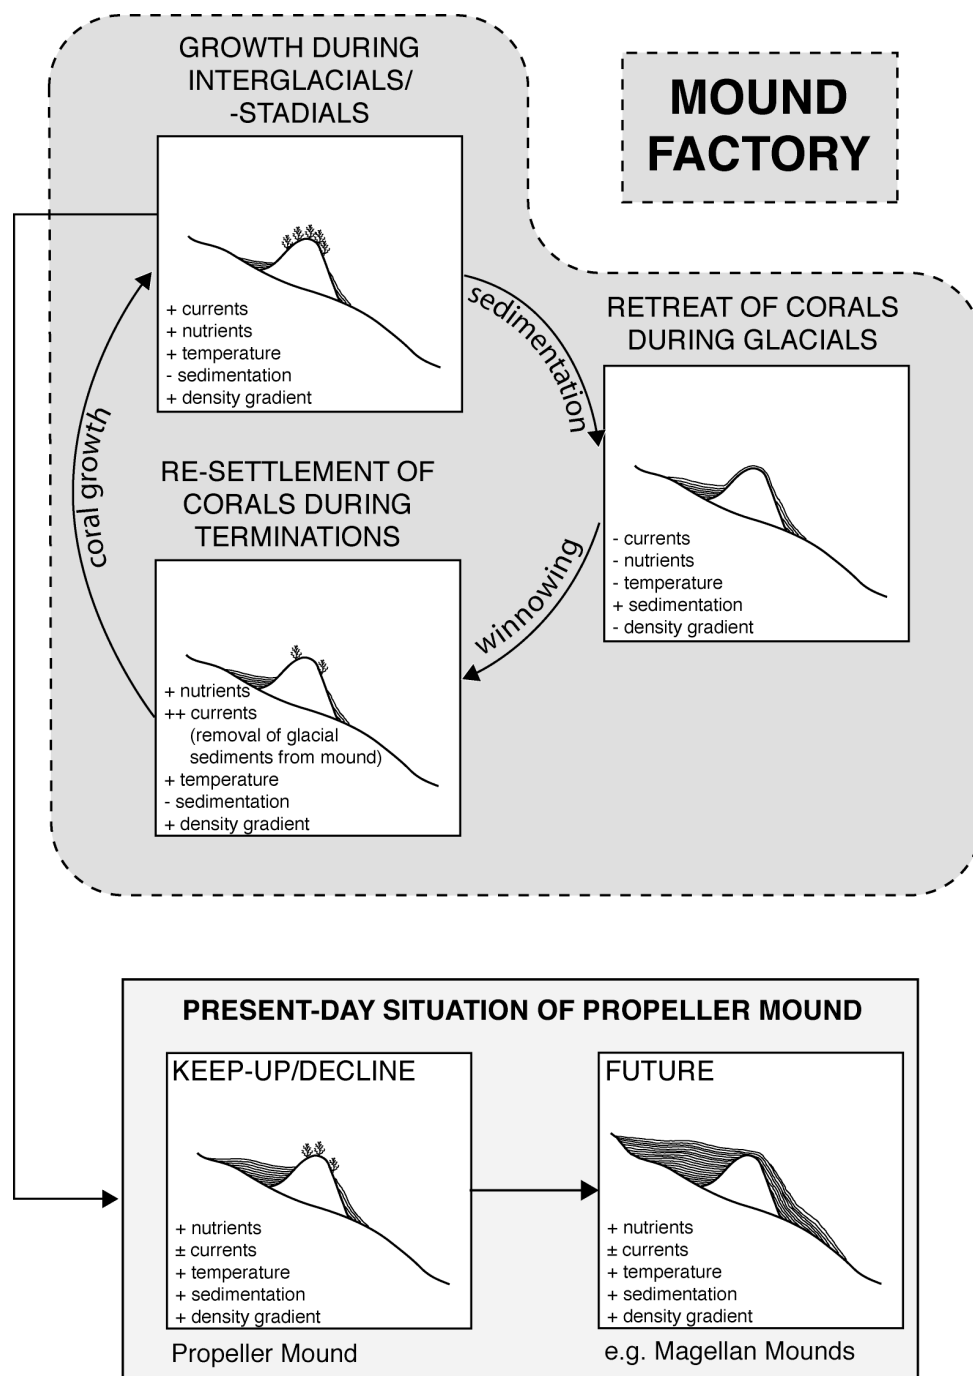 GROWTH DURING
INTERGLACIALS/
-STADIALS
MOUND
FACTORY
+ currents
+ nutrients
+ temperature
- sedimentation
+ density gradient
sedimentation
RETREAT OF CORALS
DURING GLACIALS
- currents
- nutrients
- temperature
+ sedimentation
- density gradient
winnowing
RE-SETTLEMENT OF
CORALS DURING
TERMINATIONS
+ nutrients
++ currents
(removal of glacial
sediments from mound)
+ temperature
- sedimentation
+ density gradient
coral growth
PRESENT-DAY SITUATION OF PROPELLER MOUND
KEEP-UP/DECLINE
+ nutrients
± currents
+ temperature
+ sedimentation
+ density gradient
Propeller Mound
FUTURE
+ nutrients
± currents
+ temperature
+ sedimentation
+ density gradient
e.g. Magellan Mounds